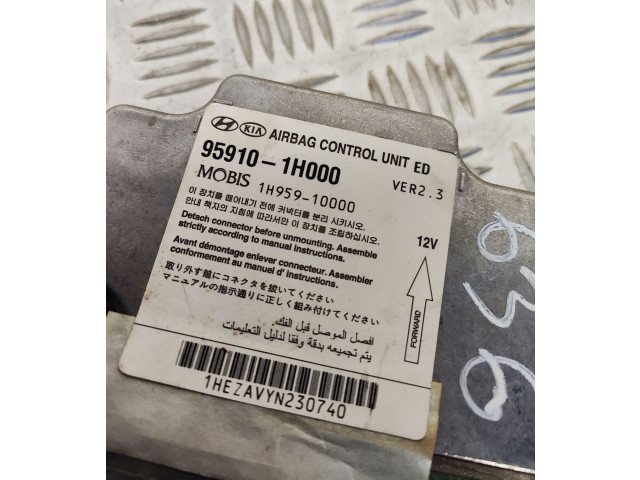 KIA AIRBAG CONTROL UNIT ED
95910-1H000
VER2.3
MOBIS 1H959-10000
이 장치를 떼어내기 전에 커넥터를 분리 시키시오.
안내 책자의 지침에 따라서만 이 장치를 조립하십시오.
Detach connector before unmounting. Assemble
strictly according to manual instructions.
12V
Avant démontage enlever connecteur. Assembler
conformement au manuel d' instructions.
取り外す前にコネクタを抜いてください
マニュアルの指示通りに正しく組み付けてください
افصل الموصل قبل الفك.
يتم تجميعه بدقة وفقا لدليل التعليمات
FORWARD
1HEZAVYN230740
636